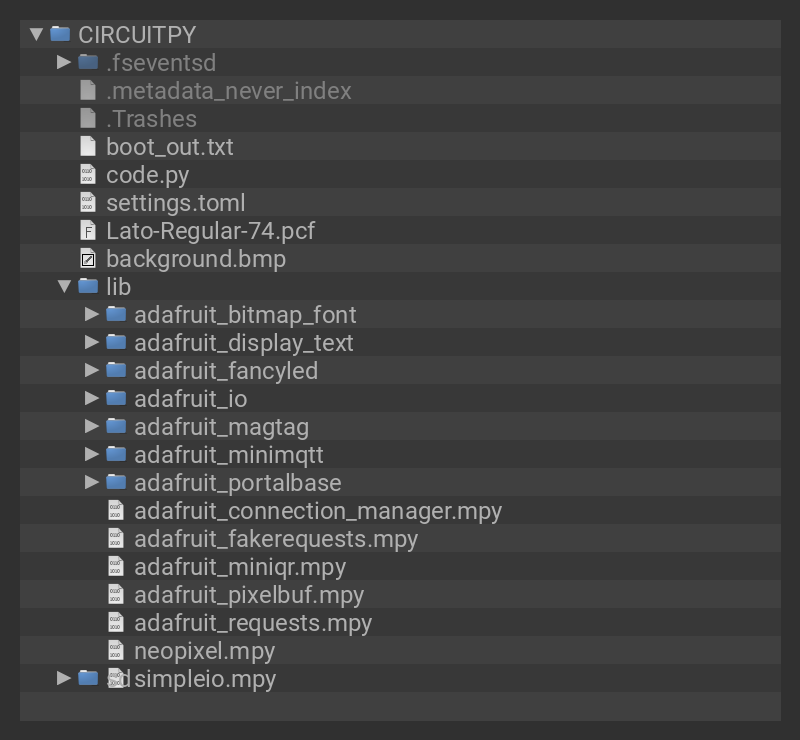 CIRCUITPY
.fseventsd
.metadata_never_index
.Trashes
boot_out.txt
code.py
settings.toml
Lato-Regular-74.pcf
background.bmp
lib
adafruit_bitmap_font
adafruit_display_text
adafruit_fancyled
adafruit_io
adafruit_magtag
adafruit_minimqtt
adafruit_portalbase
adafruit_connection_manager.mpy
adafruit_fakerequests.mpy
adafruit_miniqr.mpy
adafruit_pixelbuf.mpy
adafruit_requests.mpy
neopixel.mpy
sd simpleio.mpy